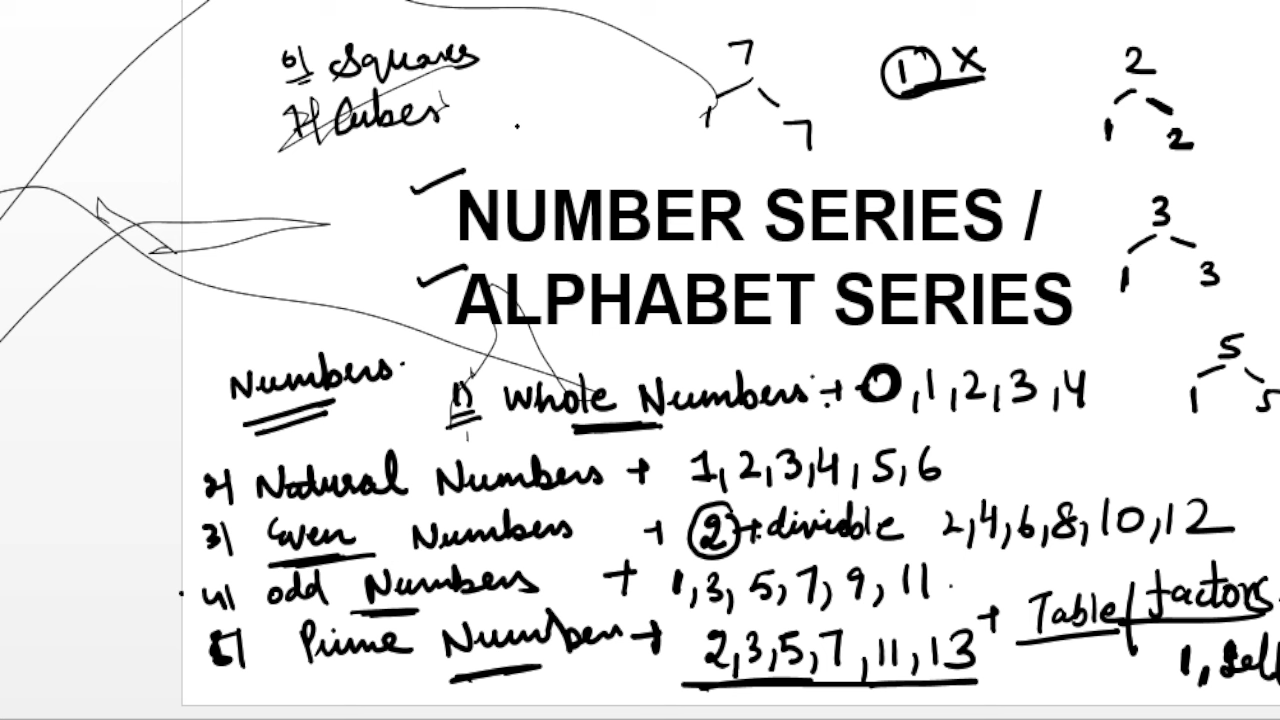 6) Squares
7) Cubes
7
1 7
1 X
2
1 2
NUMBER SERIES /
ALPHABET SERIES
3
1 3
5
1 5
Numbers.
1) Whole Numbers :→ 0, 1, 2, 3, 4
2) Natural Numbers → 1, 2, 3, 4, 5, 6
3) Even Numbers → 2 → divisible 2, 4, 6, 8, 10, 12
4) odd Numbers → 1, 3, 5, 7, 9, 11
5) Prime Numbers → 2, 3, 5, 7, 11, 13 → Table / factors
1, Self